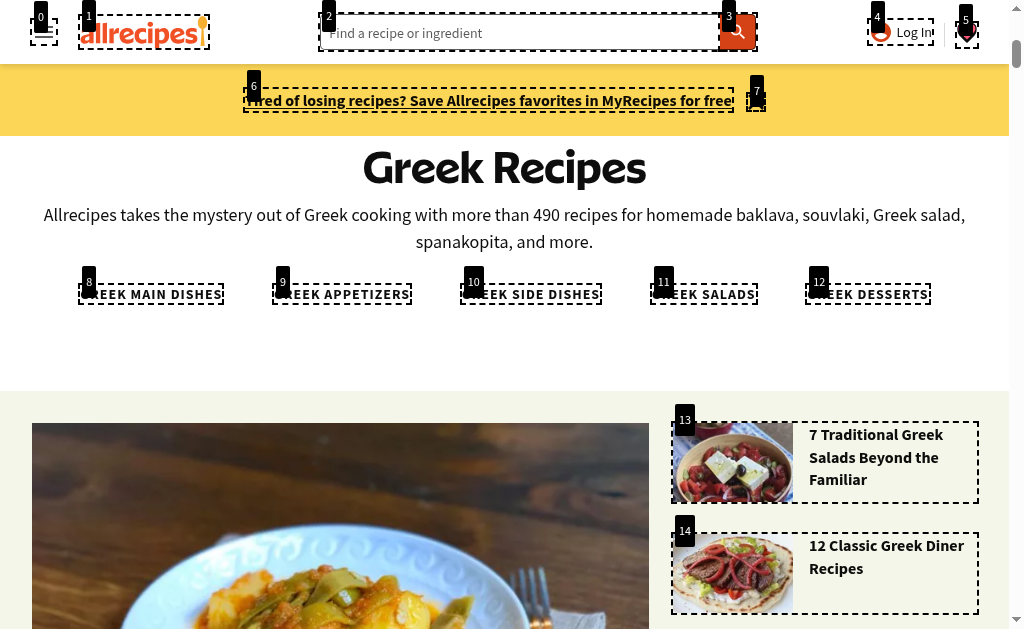 0
1
2
3
4
5
allrecipes
Find a recipe or ingredient
Log In
6
7
Tired of losing recipes? Save Allrecipes favorites in MyRecipes for free
Greek Recipes
Allrecipes takes the mystery out of Greek cooking with more than 490 recipes for homemade baklava, souvlaki, Greek salad,
spanakopita, and more.
8
9
10
11
12
GREEK MAIN DISHES
GREEK APPETIZERS
GREEK SIDE DISHES
GREEK SALADS
GREEK DESSERTS
13
7 Traditional Greek
Salads Beyond the
Familiar
14
12 Classic Greek Diner
Recipes